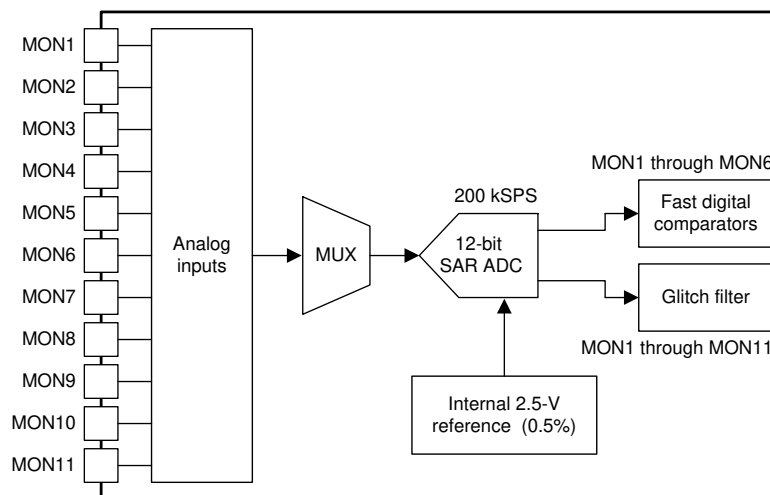 MON1
MON2
MON3
MON4
MON5
MON6
MON7
MON8
MON9
MON10
MON11
Analog
inputs
MUX
200 kSPS
12-bit
SAR ADC
Internal 2.5-V
reference (0.5%)
MON1 through MON6
Fast digital
comparators
Glitch filter
MON1 through MON11